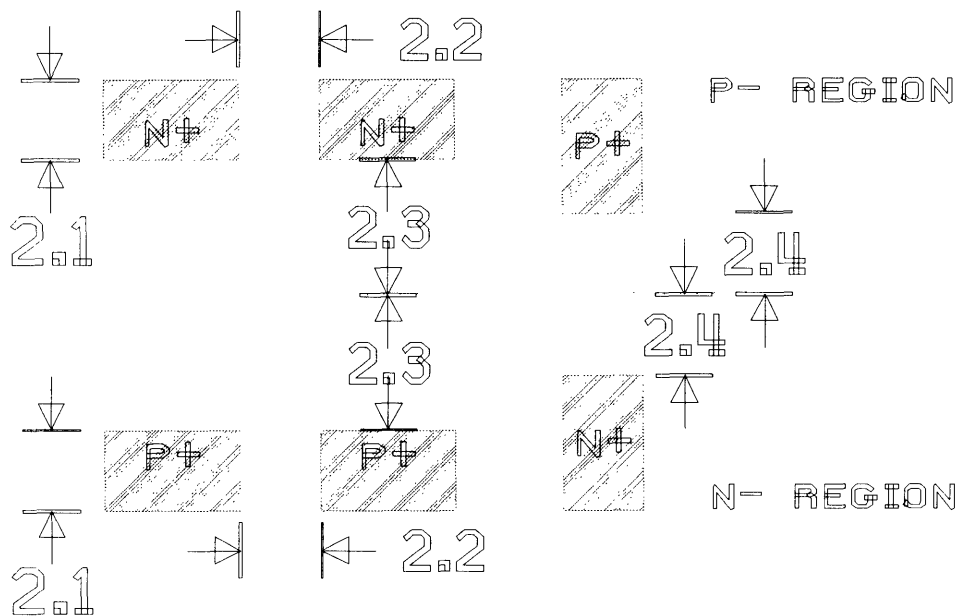 2.2
P- REGION
N+ N+ P+
2.1 2.3 2.4
2.3 2.4
P+ P+ N+
N- REGION
2.1 2.2